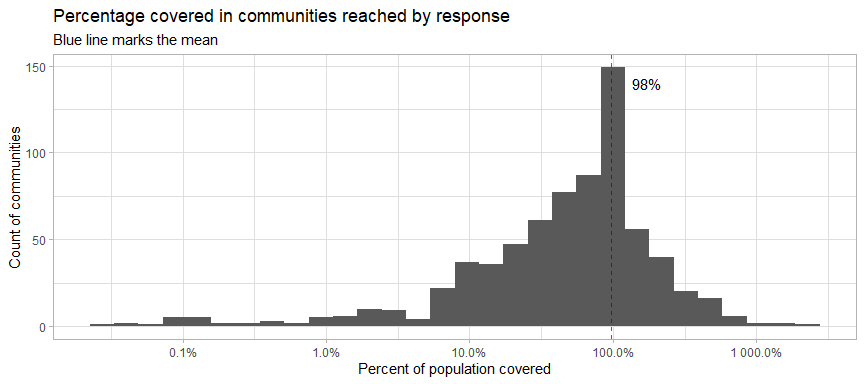 Percentage covered in communities reached by response
Blue line marks the mean
150
98%
100
50
0
Count of communities
0.1% 1.0% 10.0% 100.0% 1 000.0%
Percent of population covered